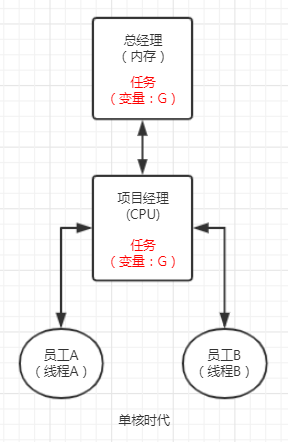 总经理
（内存）
任务
（变量：G）
项目经理
(CPU)
任务
（变量：G）
员工A
（线程A）
员工B
（线程B）
单核时代